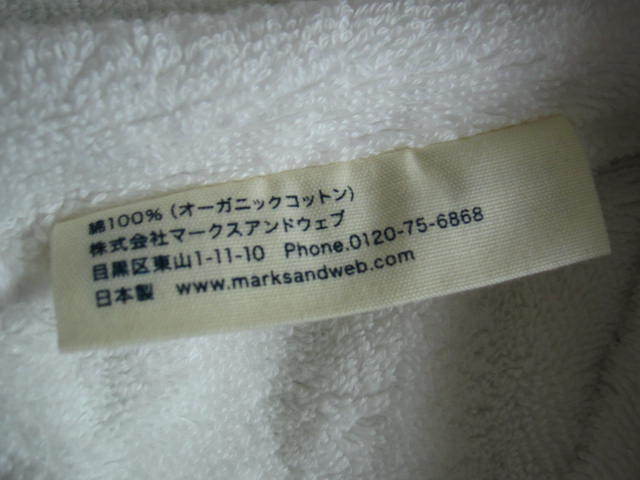 綿100% (オーガニックコットン)
株式会社マークスアンドウェブ
目黒区東山1-11-10 Phone.0120-75-6868
日本製 www.marksandweb.com